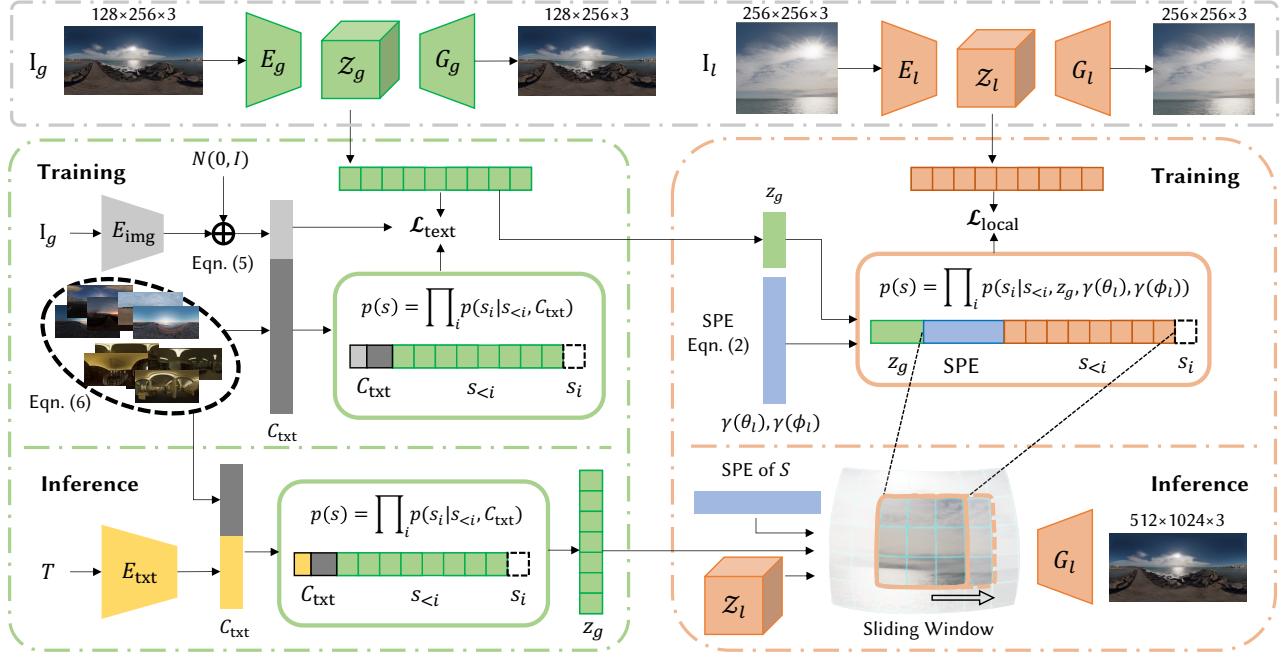 128×256×3
128×256×3
256×256×3
256×256×3
I_g
E_g
𝒵_g
G_g
I_l
E_l
𝒵_l
G_l
Training
N(0, I)
I_g
E_img
Eqn. (5)
ℒ_text
p(s) = ∏_i p(s_i|s_{<i}, C_txt)
C_txt
s_{<i}
s_i
Eqn. (6)
C_txt
Training
z_g
ℒ_local
SPE
Eqn. (2)
p(s) = ∏_i p(s_i|s_{<i}, z_g, γ(θ_l), γ(ϕ_l))
z_g
SPE
s_{<i}
s_i
γ(θ_l), γ(ϕ_l)
Inference
T
E_txt
C_txt
p(s) = ∏_i p(s_i|s_{<i}, C_txt)
C_txt
s_{<i}
s_i
z_g
SPE of S
𝒵_l
Sliding Window
Inference
G_l
512×1024×3